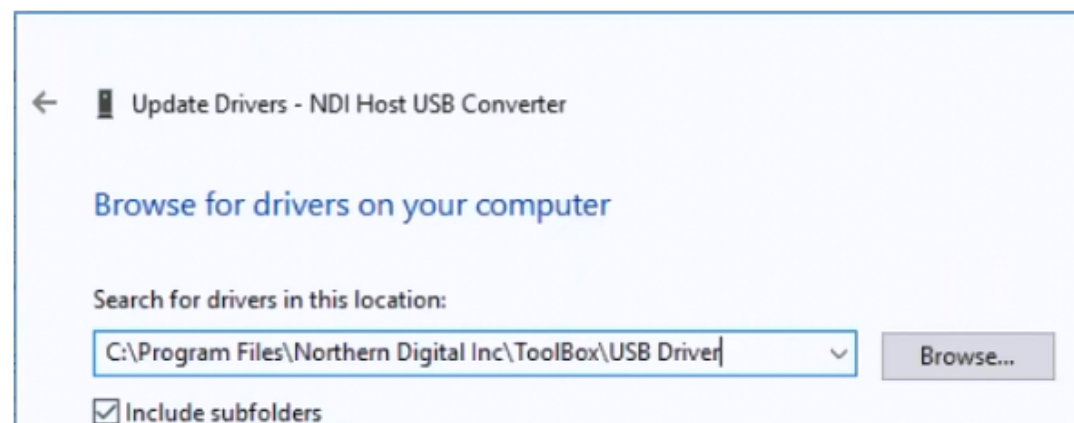 Update Drivers - NDI Host USB Converter
Browse for drivers on your computer
Search for drivers in this location:
C:\Program Files\Northern Digital Inc\ToolBox\USB Driver
Browse...
Include subfolders